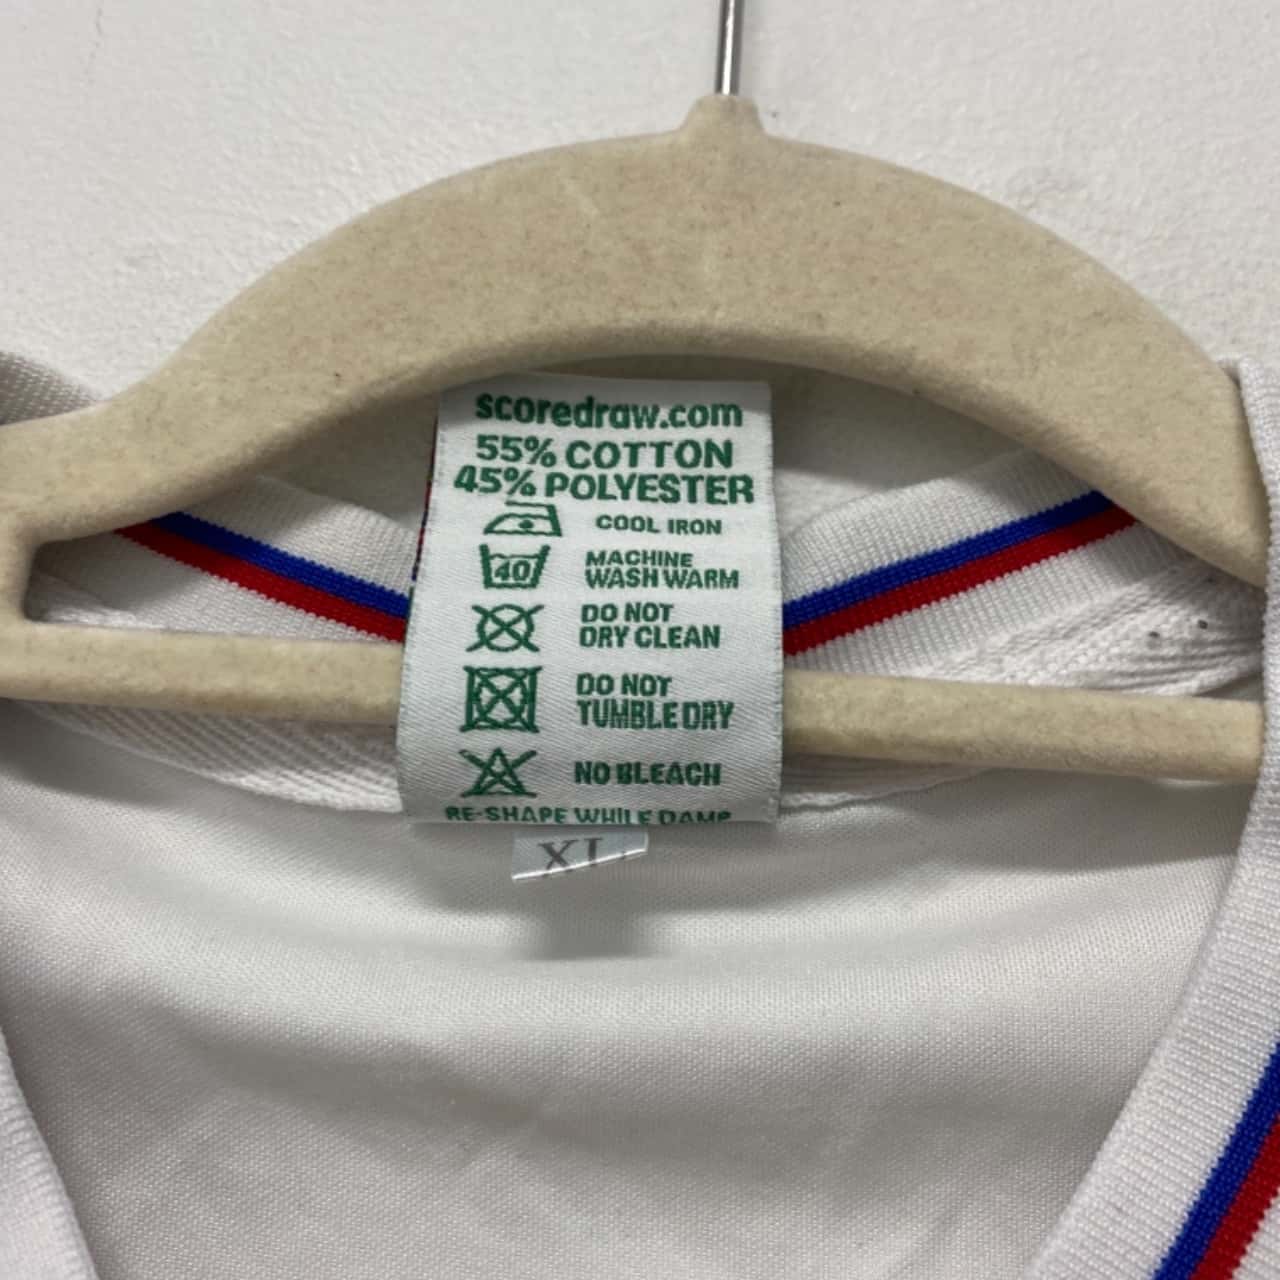 scoredraw.com
55% COTTON
45% POLYESTER
COOL IRON
40
MACHINE
WASH WARM
DO NOT
DRY CLEAN
DO NOT
TUMBLE DRY
NO BLEACH
RE-SHAPE WHILE DAMP
XL